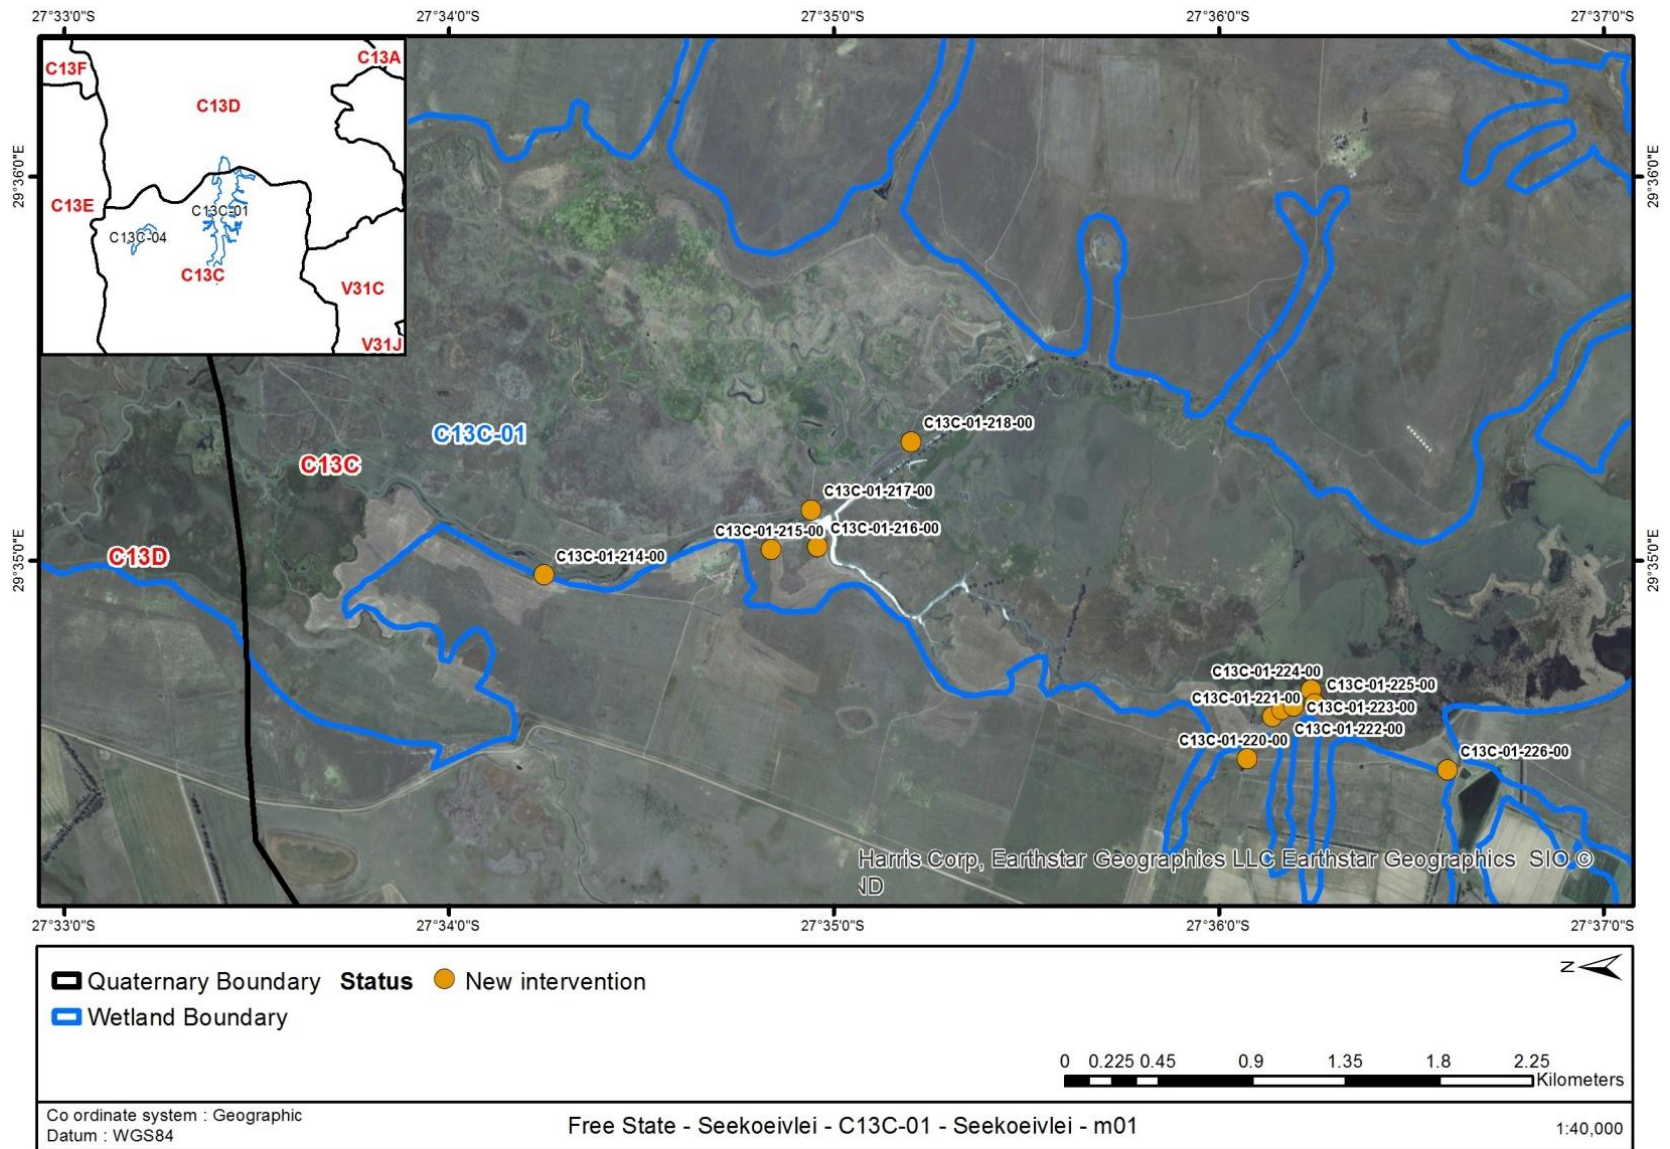 27°33'0"S
27°34'0"S
27°35'0"S
27°36'0"S
27°37'0"S
C13F
C13A
C13D
C13E
C13C-01
C13C-04
C13C
V31C
V31J
29°36'0"E
29°36'0"E
C13C-01
C13C
C13D
C13C-01-218-00
C13C-01-217-00
C13C-01-215-00
C13C-01-216-00
C13C-01-214-00
29°35'0"E
29°35'0"E
C13C-01-224-00
C13C-01-225-00
C13C-01-221-00
C13C-01-223-00
C13C-01-222-00
C13C-01-220-00
C13C-01-226-00
Harris Corp, Earthstar Geographics LLC Earthstar Geographics SIO ©
ND
27°33'0"S
27°34'0"S
27°35'0"S
27°36'0"S
27°37'0"S
Quaternary Boundary Status New intervention
Wetland Boundary
N
0 0.225 0.45 0.9 1.35 1.8 2.25
Kilometers
Co ordinate system : Geographic
Datum : WGS84
Free State - Seekoeivlei - C13C-01 - Seekoeivlei - m01
1:40,000